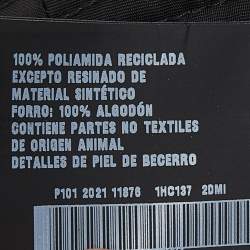 100% POLIAMIDA RECICLADA
EXCEPTO RESINADO DE
MATERIAL SINTÉTICO
FORRO: 100% ALGODÓN
CONTIENE PARTES NO TEXTILES
DE ORIGEN ANIMAL
DETALLES DE PIEL DE BECERRO
P101 2021 11876 1HC137 2DMI